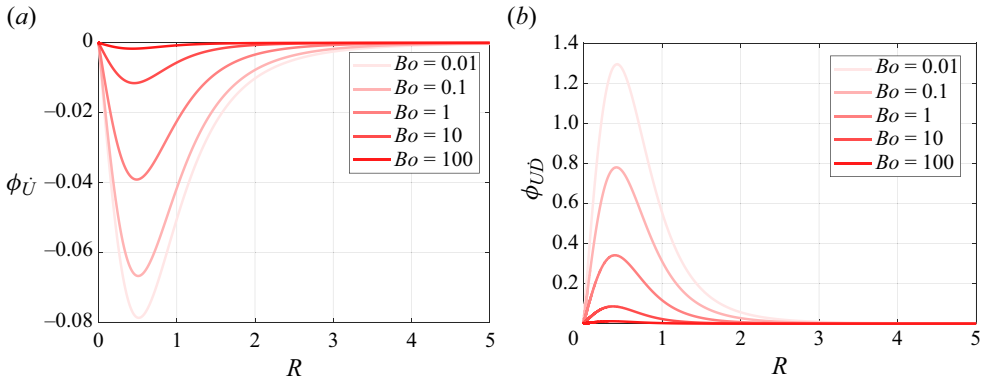 (a)
0
−0.02
−0.04
−0.06
−0.08
ϕU̇
0 1 2 3 4 5
R
Bo = 0.01
Bo = 0.1
Bo = 1
Bo = 10
Bo = 100
(b)
1.4
1.2
1.0
0.8
0.6
0.4
0.2
0
ϕUḊ
0 1 2 3 4 5
R
Bo = 0.01
Bo = 0.1
Bo = 1
Bo = 10
Bo = 100